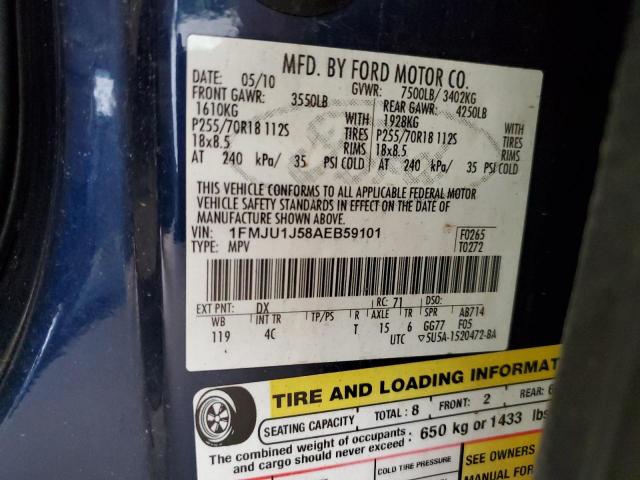 MFD. BY FORD MOTOR CO.
DATE: 05/10 GVWR: 7500LB/ 3402KG
FRONT GAWR: 3550LB REAR GAWR: 4250LB
1610KG WITH 1928KG WITH
P255/70R18 112S TIRES P255/70R18 112S TIRES
18x8.5 RIMS 18x8.5 RIMS
AT 240 kPa/ 35 PSI COLD AT 240 kPa/ 35 PSI COLD
THIS VEHICLE CONFORMS TO ALL APPLICABLE FEDERAL MOTOR
VEHICLE SAFETY STANDARDS IN EFFECT ON THE DATE OF
MANUFACTURE SHOWN ABOVE.
VIN: 1FMJU1J58AEB59101 F0265
TYPE: MPV T0272
EXT PNT: DX RC: 71 DSO:
WB INT TR TP/PS R AXLE TR SPR AB714
119 4C T 15 6 GG77 F05
UTC ▽5U5A-1520472-BA
TIRE AND LOADING INFORMAT
SEATING CAPACITY TOTAL: 8 FRONT: 2 REAR: 6
The combined weight of occupants and cargo should never exceed: 650 kg or 1433 lbs
COLD TIRE PRESSURE
SEE OWNERS
MANUAL FOR